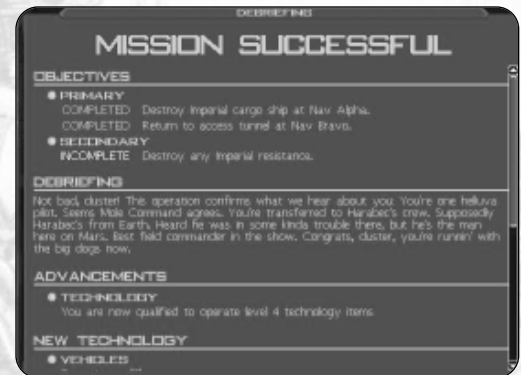 DEBRIEFING
MISSION SUCCESSFUL
OBJECTIVES
PRIMARY
COMPLETED Destroy Imperial cargo ship at Nav Alpha.
COMPLETED Return to access tunnel at Nav Bravo.
SECONDARY
INCOMPLETE Destroy any Imperial resistance.
DEBRIEFING
Not bad, duster! This operation confirms what we hear about you: You're one helluva
pilot. Seems Mole Command agrees. You're transferred to Harabec's crew. Supposedly
Harabec's from Earth. Heard he was in some kinda trouble there, but he's the man
here on Mars. Best field commander in the show. Congrats, duster, you're runnin' with
the big dogs now.
ADVANCEMENTS
TECHNOLOGY
You are now qualified to operate level 4 technology items
NEW TECHNOLOGY
VEHICLES